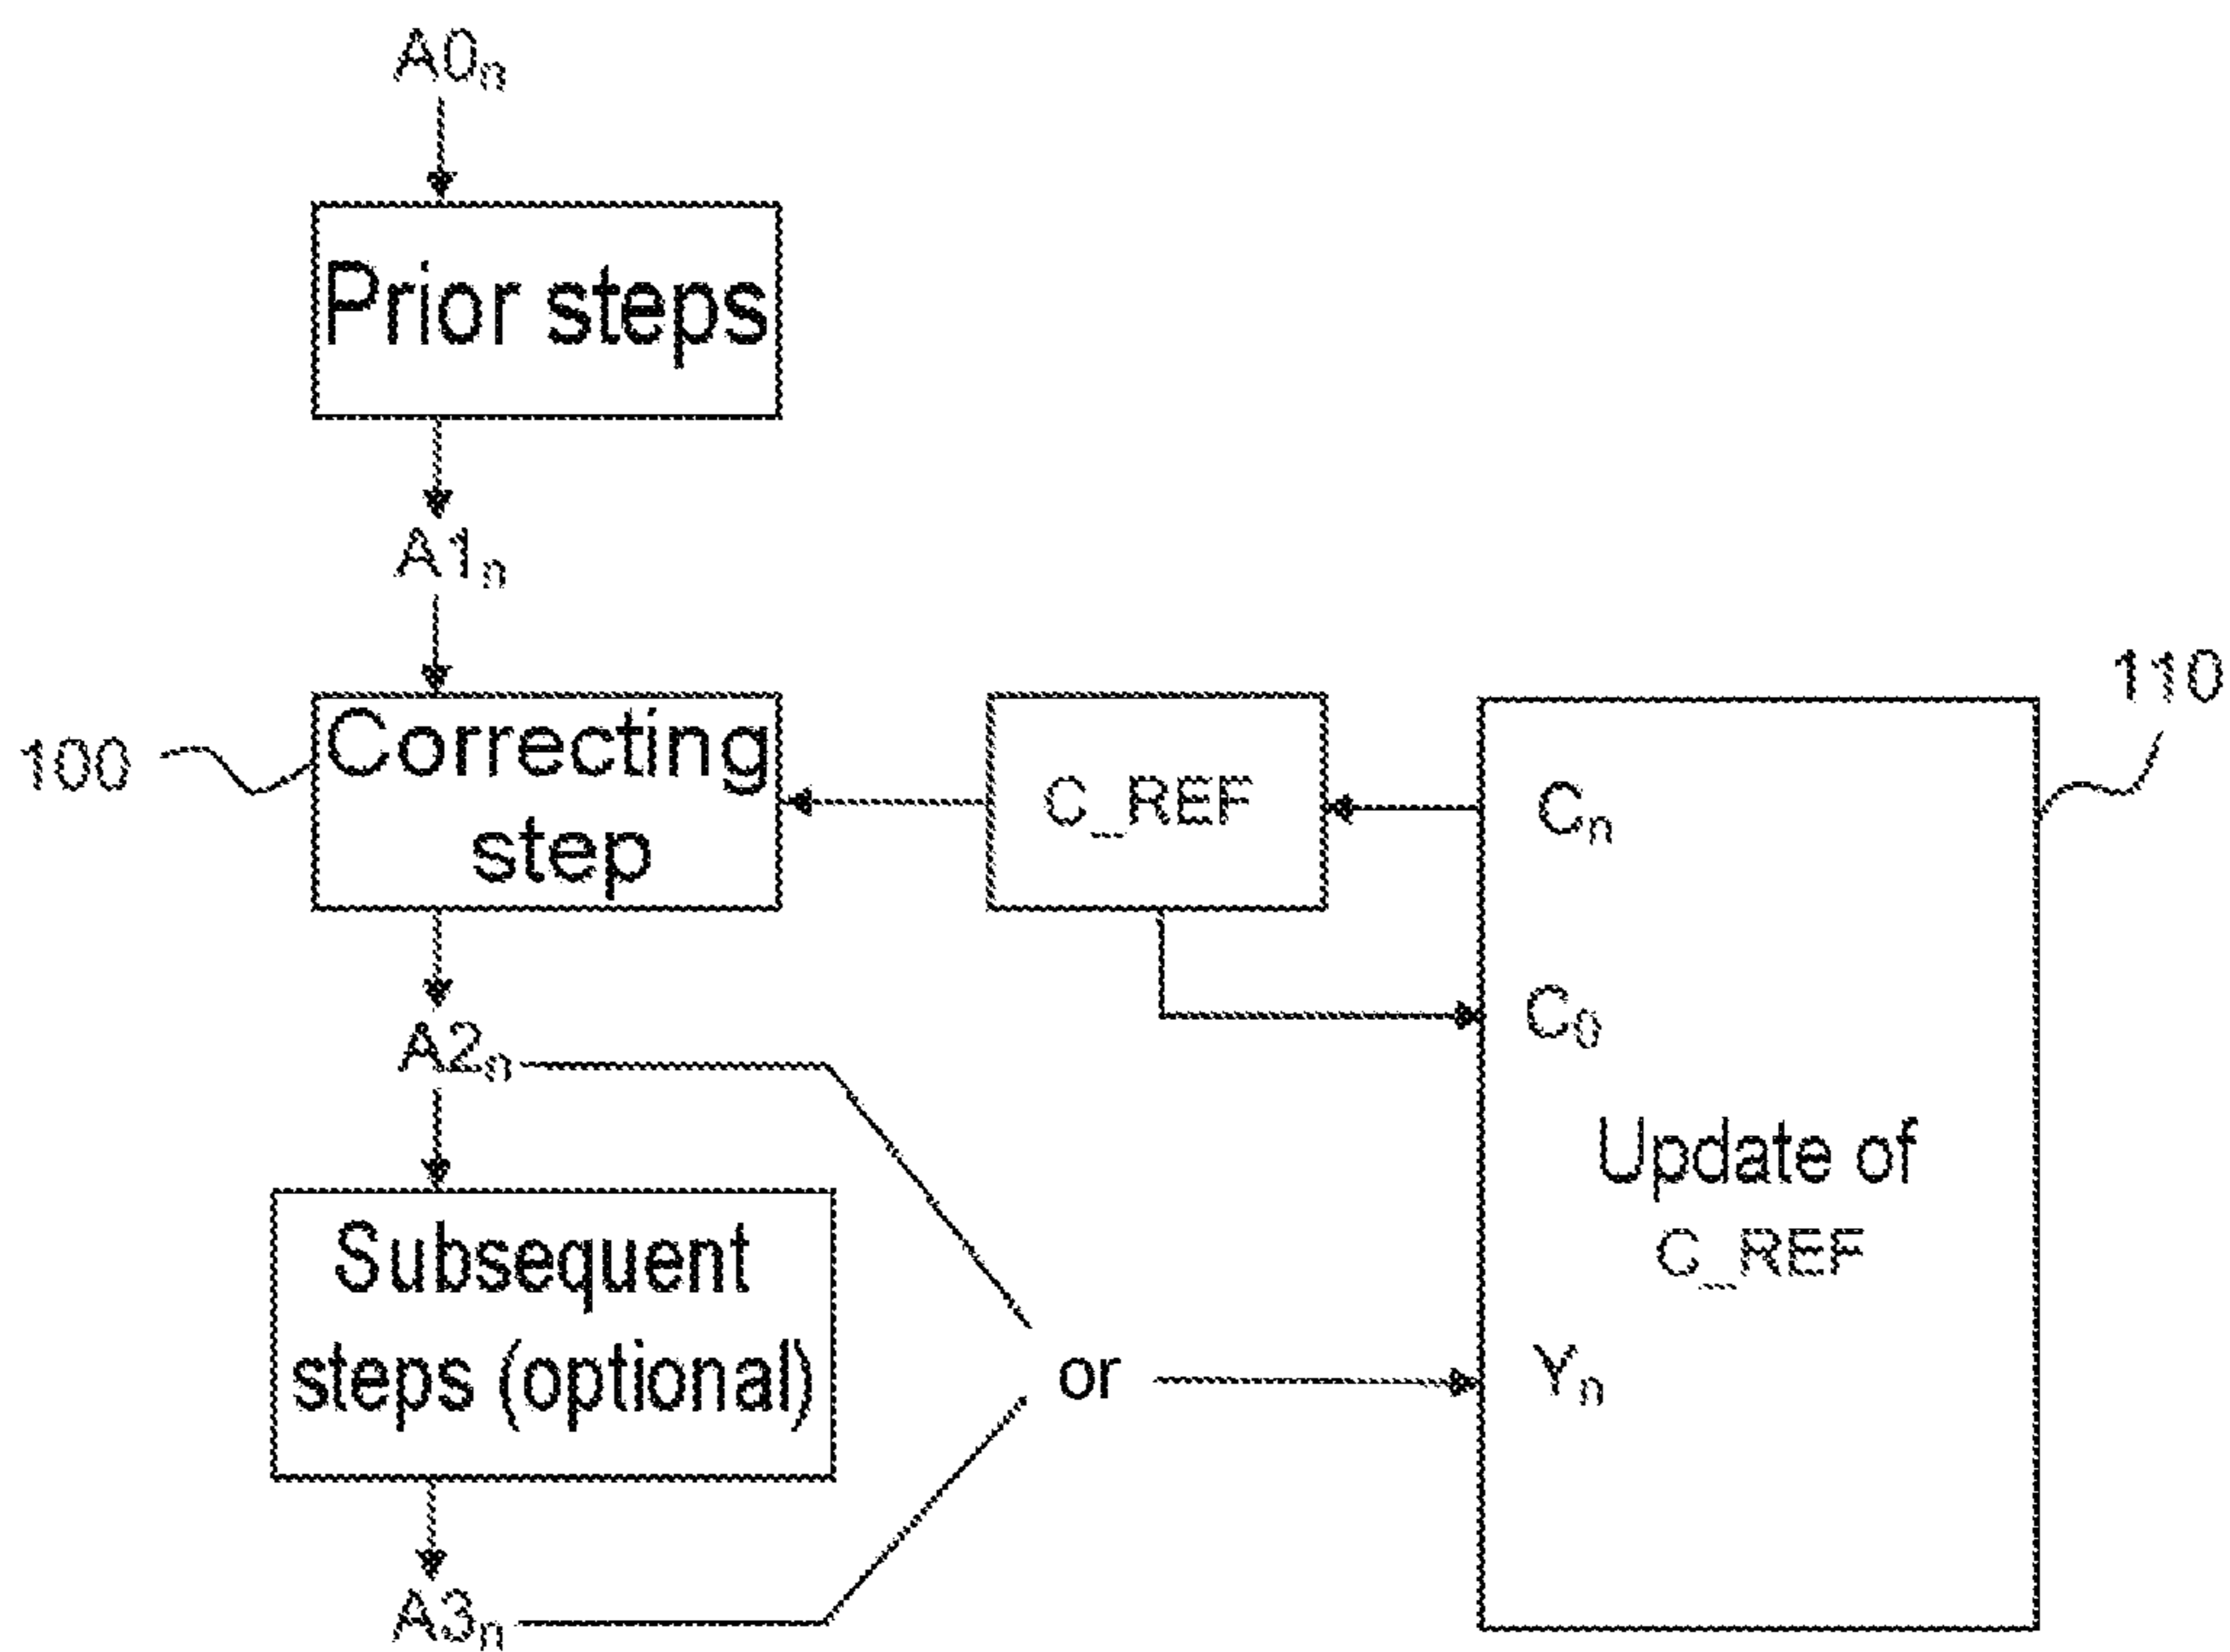 A0n
Prior steps
A1n
100
Correcting
step
C_REF
Cn
110
C0
A2n
Update of
C_REF
Subsequent
steps (optional)
or
Yn
A3n